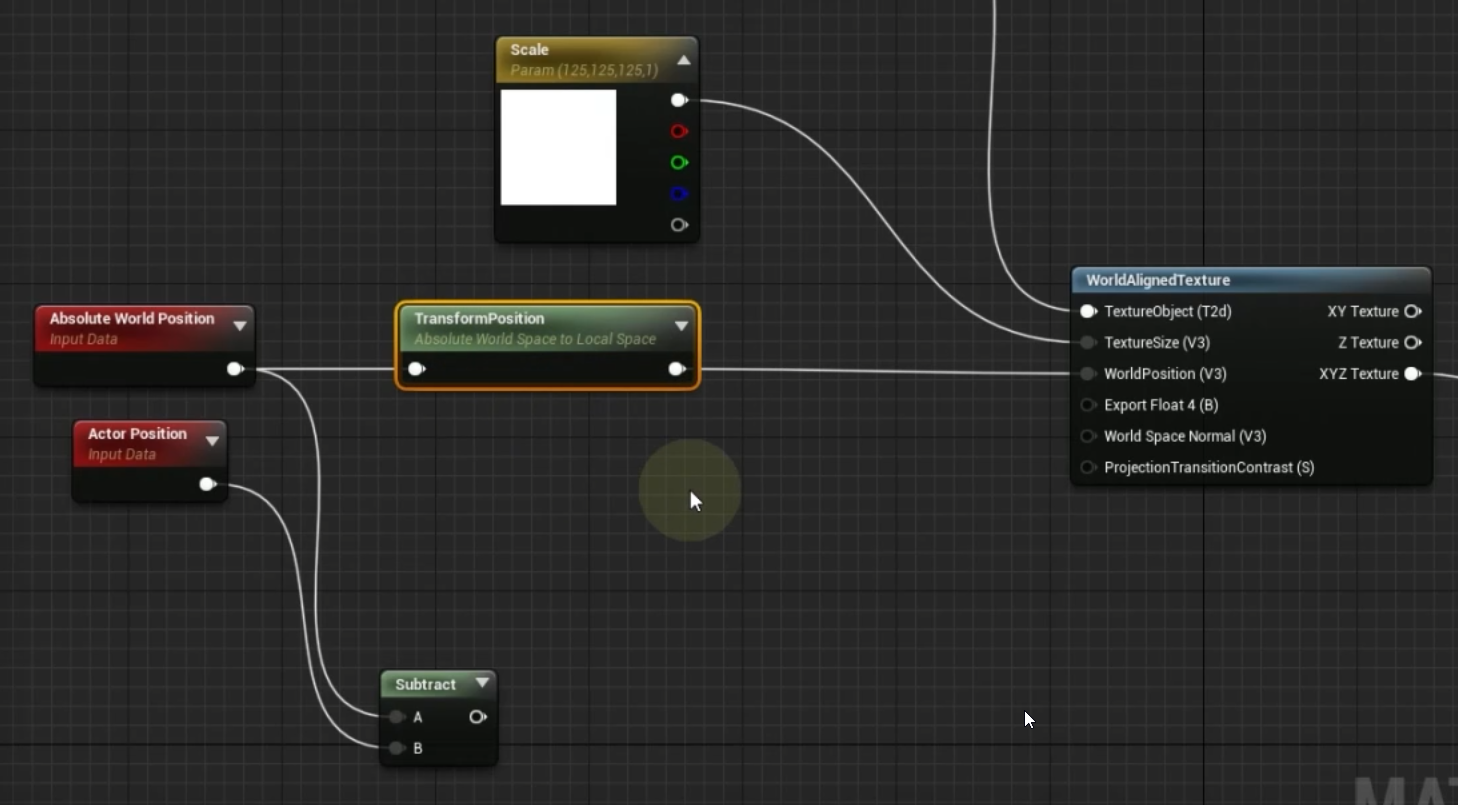 Scale
Param (125,125,125,1)
Absolute World Position
Input Data
TransformPosition
Absolute World Space to Local Space
Actor Position
Input Data
Subtract
A
B
WorldAlignedTexture
TextureObject (T2d)
XY Texture
TextureSize (V3)
Z Texture
WorldPosition (V3)
XYZ Texture
Export Float 4 (B)
World Space Normal (V3)
ProjectionTransitionContrast (S)